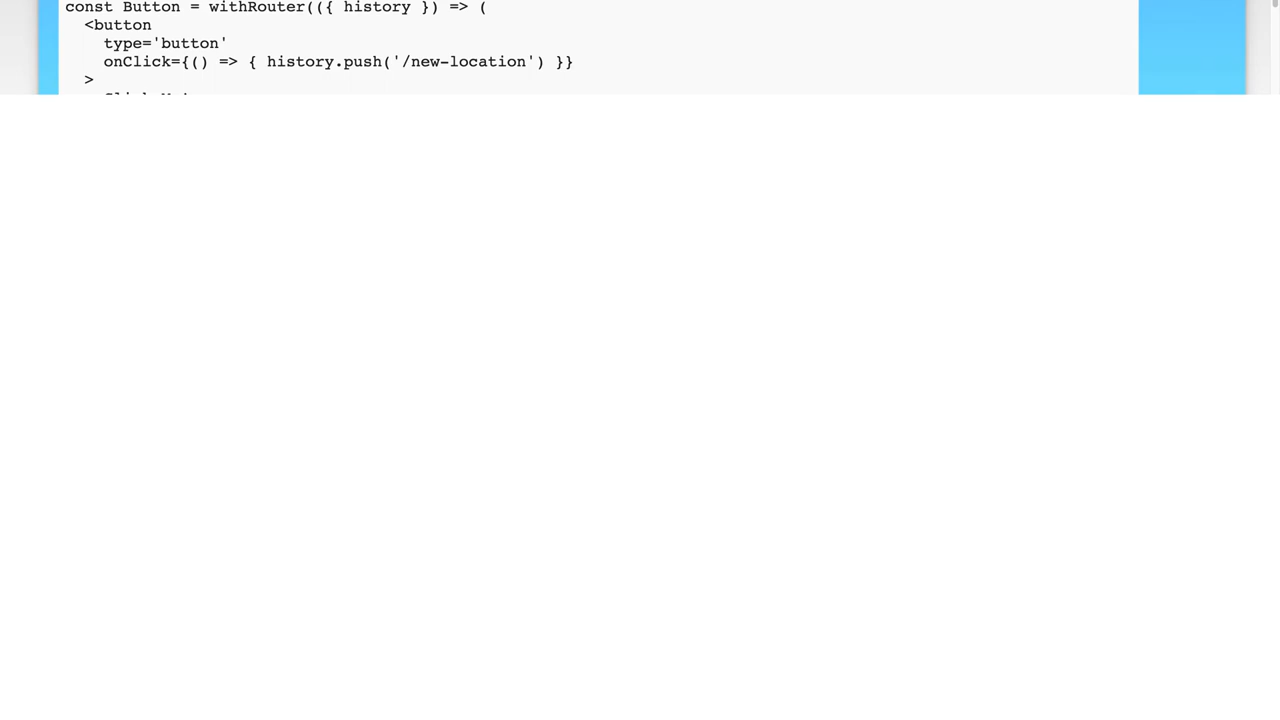 const Button = withRouter(({ history }) => (
<button
type='button'
onClick={() => { history.push('/new-location') }}
>